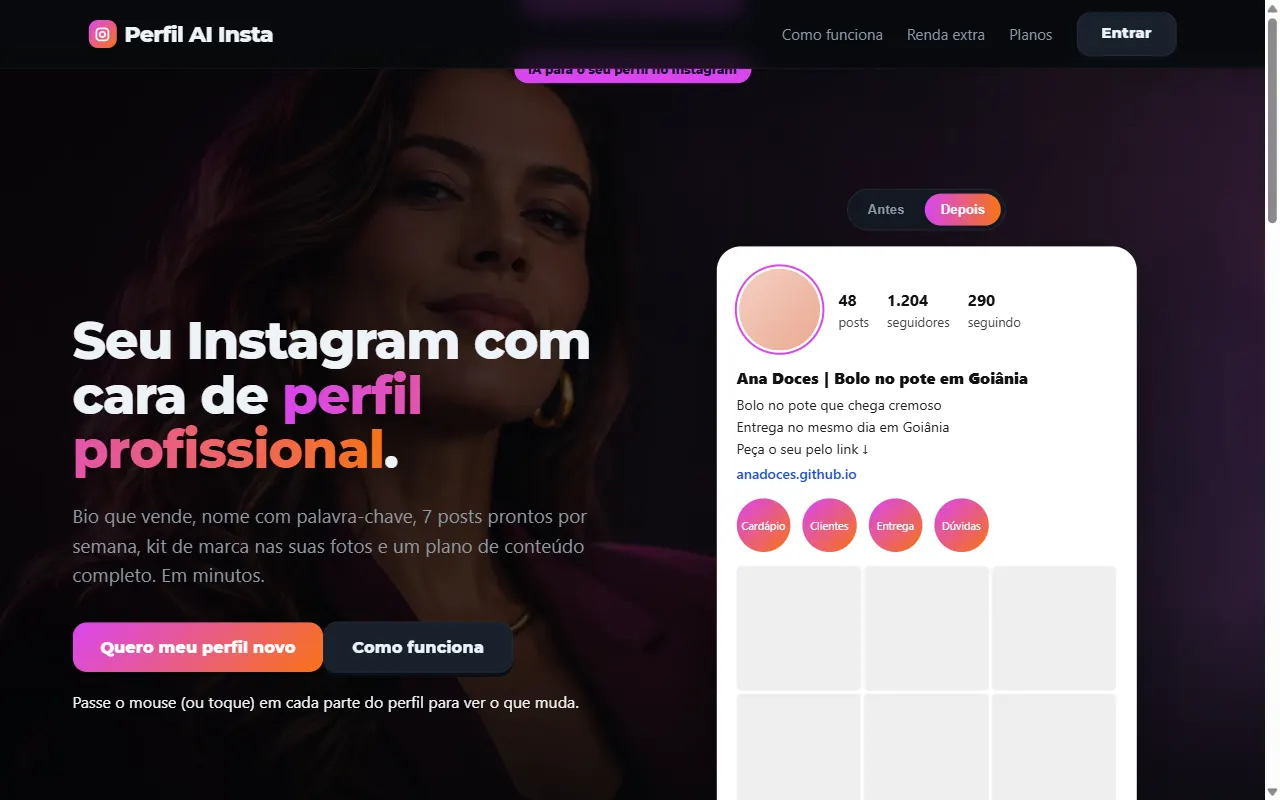 Perfil AI Insta
Como funciona
Renda extra
Planos
Entrar
IA para o seu perfil no Instagram
Antes
Depois
Seu Instagram com
cara de perfil
profissional.
Bio que vende, nome com palavra-chave, 7 posts prontos por
semana, kit de marca nas suas fotos e um plano de conteúdo
completo. Em minutos.
Quero meu perfil novo
Como funciona
Passe o mouse (ou toque) em cada parte do perfil para ver o que muda.
48
posts
1.204
seguidores
290
seguindo
Ana Doces | Bolo no pote em Goiânia
Bolo no pote que chega cremoso
Entrega no mesmo dia em Goiânia
Peça o seu pelo link ↓
anadoces.github.io
Cardápio
Clientes
Entrega
Dúvidas